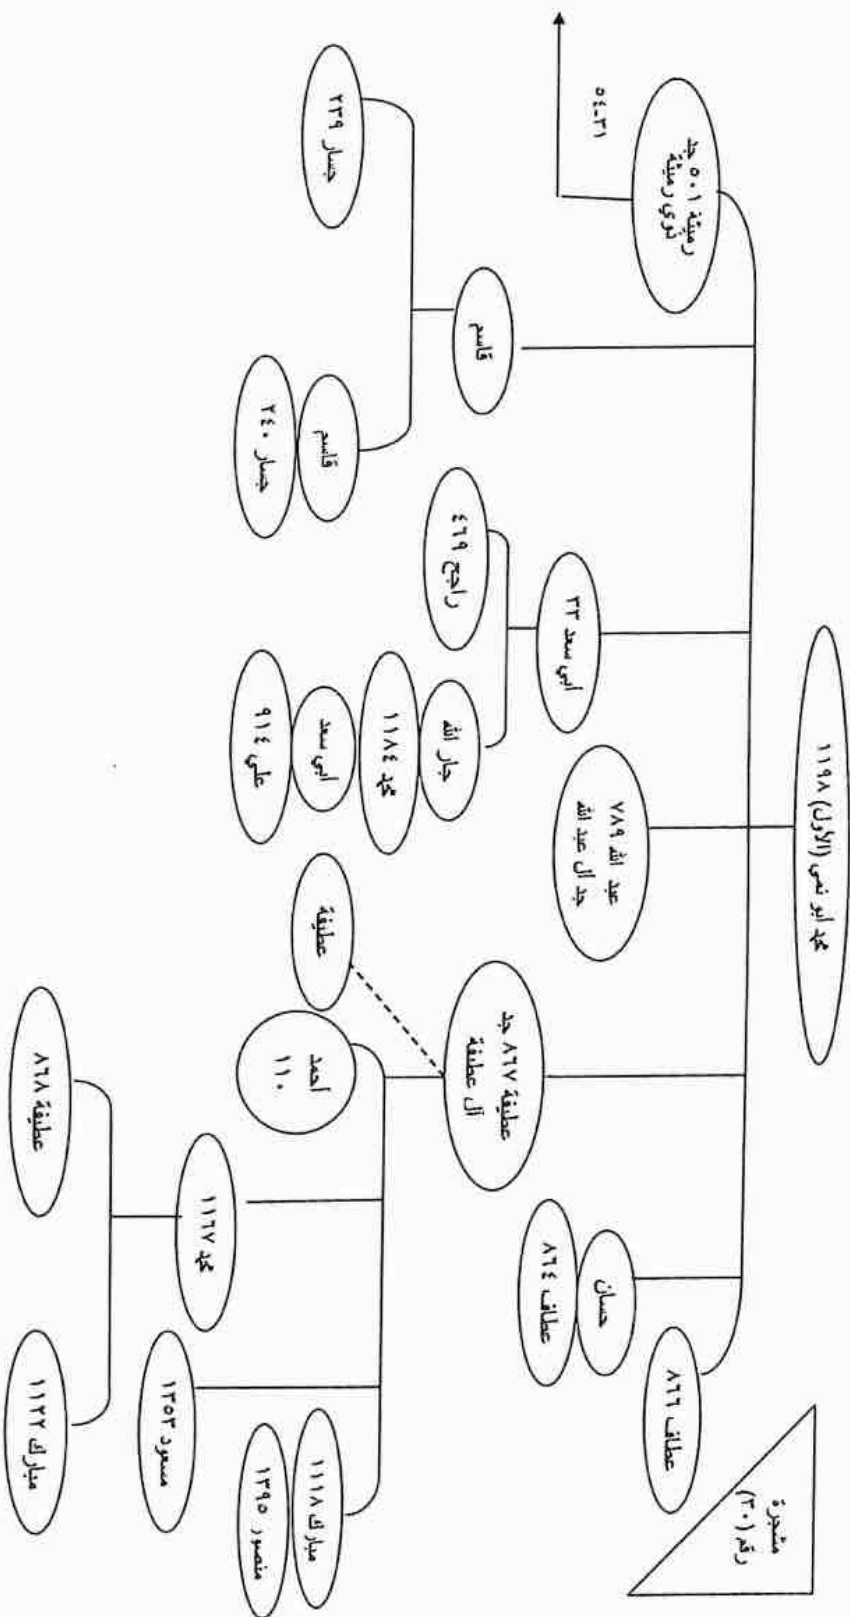 مشجرة
رقم (٣٠)
محمد أبو نمي (الأول) ١١٩٨
عطاف ٨٦٦
حسان
عطاف ٨٦٤
عطيفة ٨٦٧ جد
آل عطيفة
عبد الله ٧٨٩
جد آل عبد الله
أبي سعد ٣٣
قاسم
رميثة ٥٠١ جد
ذوي رميثة
٣١-٥٤
مبارك ١١١٨
منصور ١٣٩٥
مسعود ١٣٥٣
محمد ١١٦٧
احمد
١١٠
عطيفة
مبارك ١١٢٢
عطيفة ٨٦٨
جار الله
محمد ١١٨٤
أبي سعد
علي ٩١٤
راجح ٤٦٩
قاسم
جسار ٢٤٠
جسار ٢٣٩